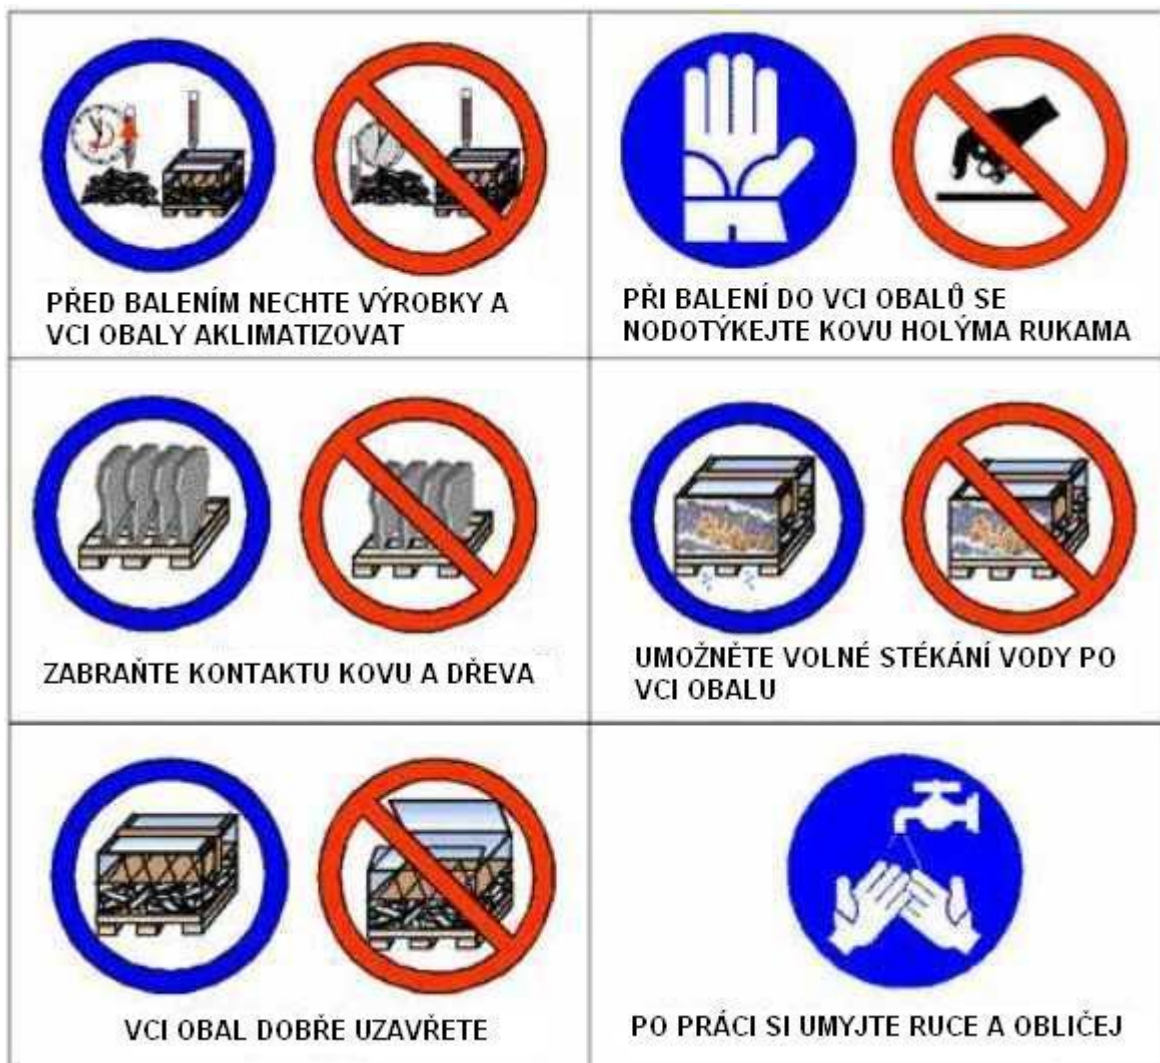 PŘED BALENÍM NECHTE VÝROBKY A
VCI OBALY AKLIMATIZOVAT
PŘI BALENÍ DO VCI OBALŮ SE
NODOTÝKEJTE KOVU HOLÝMA RUKAMA
ZABRAŇTE KONTAKTU KOVU A DŘEVA
UMOŽNĚTE VOLNÉ STÉKÁNÍ VODY PO
VCI OBALU
VCI OBAL DOBŘE UZAVŘETE
PO PRÁCI SI UMYJTE RUCE A OBLIČEJ